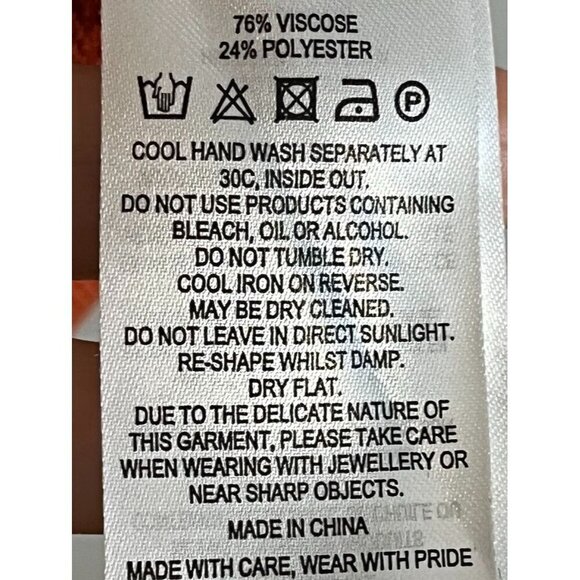 76% VISCOSE
24% POLYESTER
P
COOL HAND WASH SEPARATELY AT
30C, INSIDE OUT.
DO NOT USE PRODUCTS CONTAINING
BLEACH, OIL OR ALCOHOL.
DO NOT TUMBLE DRY.
COOL IRON ON REVERSE.
MAY BE DRY CLEANED.
DO NOT LEAVE IN DIRECT SUNLIGHT.
RE-SHAPE WHILST DAMP.
DRY FLAT.
DUE TO THE DELICATE NATURE OF
THIS GARMENT, PLEASE TAKE CARE
WHEN WEARING WITH JEWELLERY OR
NEAR SHARP OBJECTS.
MADE IN CHINA
MADE WITH CARE, WEAR WITH PRIDE